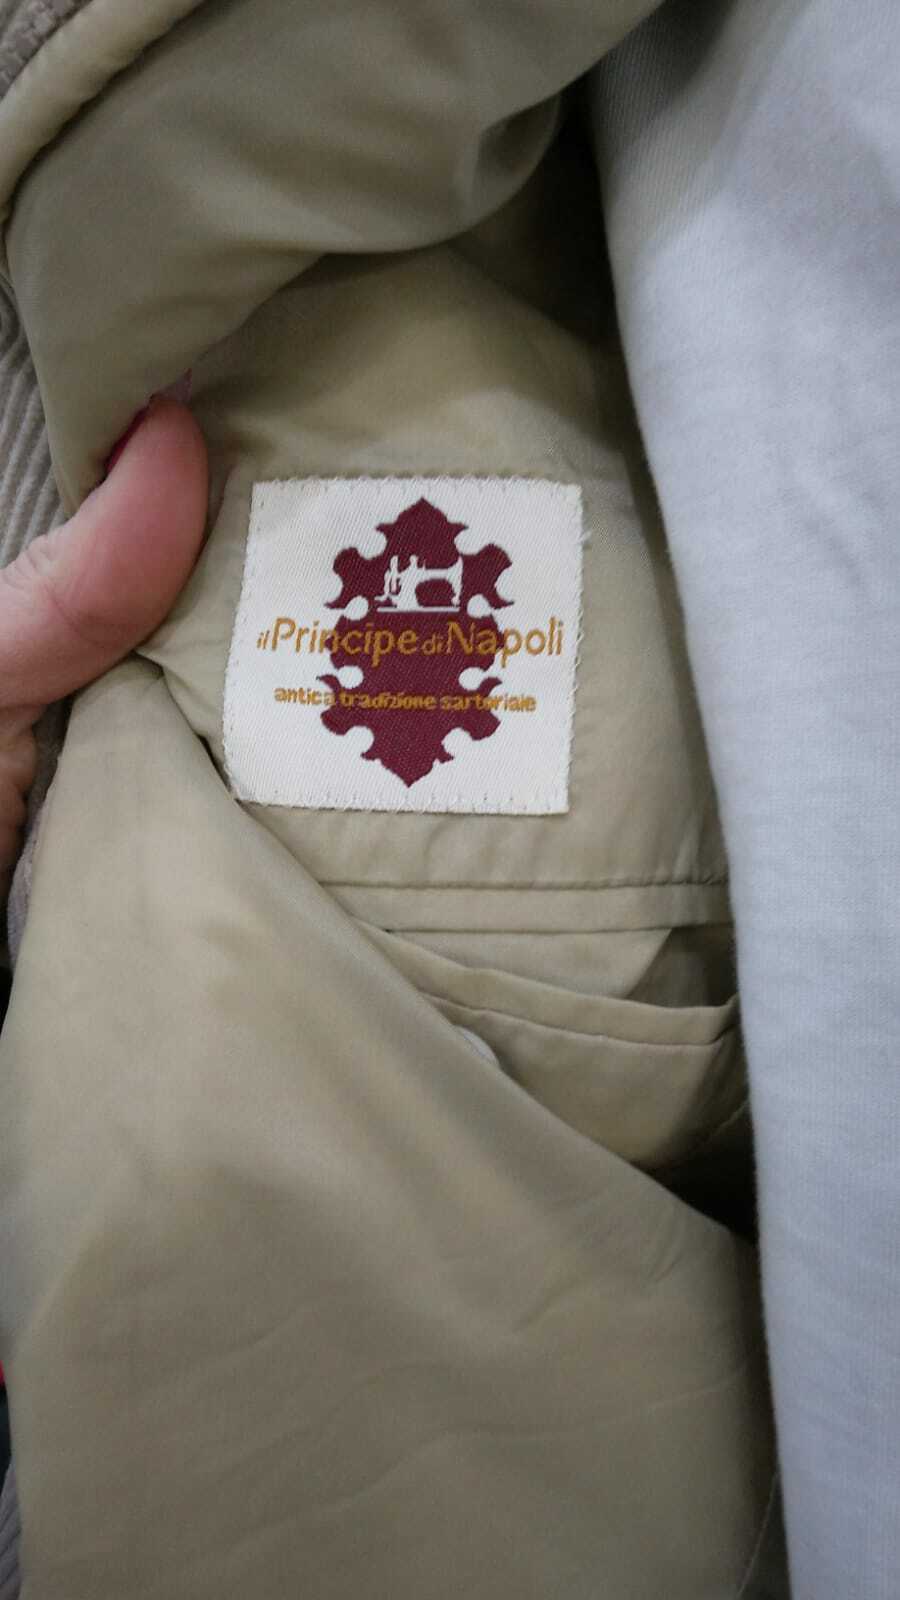 il Principe di Napoli
antica tradizione sartoriale